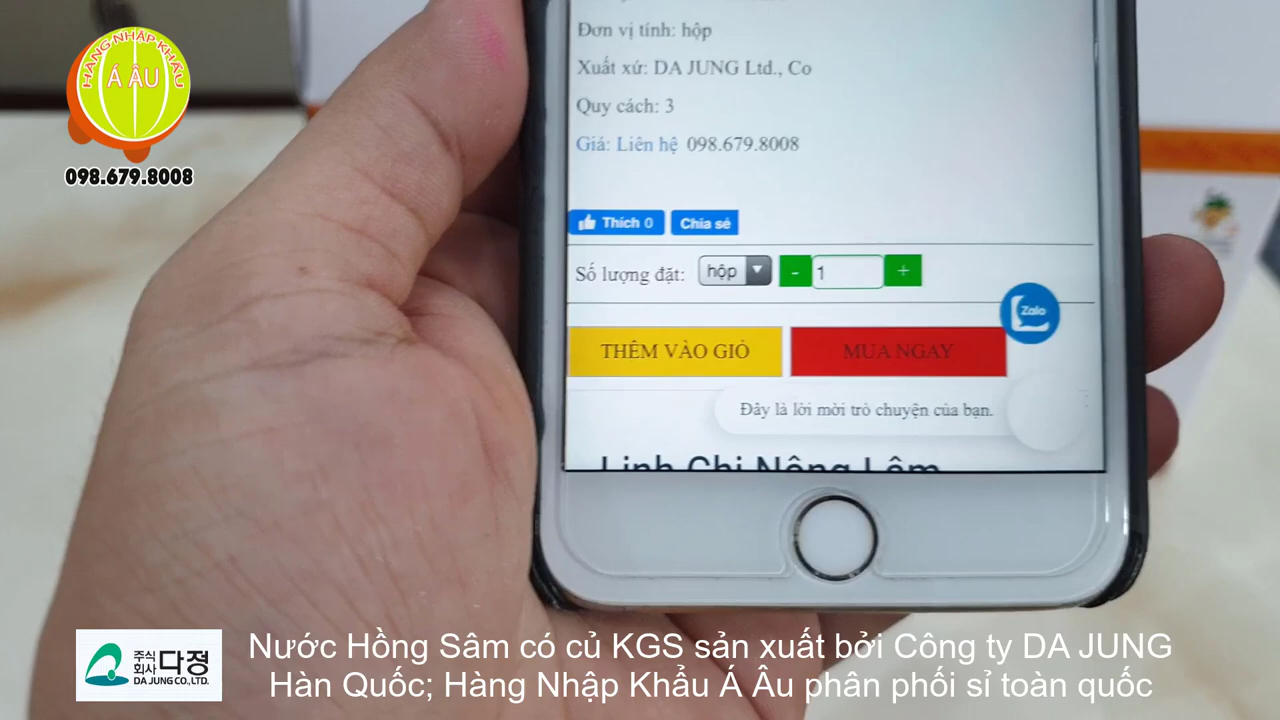 HÀNG NHẬP KHẨU
Á ÂU
098.679.8008
Đơn vị tính: hộp
Xuất xứ: DA JUNG Ltd., Co
Quy cách: 3
Giá: Liên hệ 098.679.8008
Thích 0 Chia sẻ
Số lượng đặt: hộp - 1 +
Zalo
THÊM VÀO GIỎ MUA NGAY
Đây là lời mời trò chuyện của bạn.
Linh Chi Nông Lâm
주식회사 다정
DA JUNG CO., LTD.
Nước Hồng Sâm có củ KGS sản xuất bởi Công ty DA JUNG
Hàn Quốc; Hàng Nhập Khẩu Á Âu phân phối sỉ toàn quốc